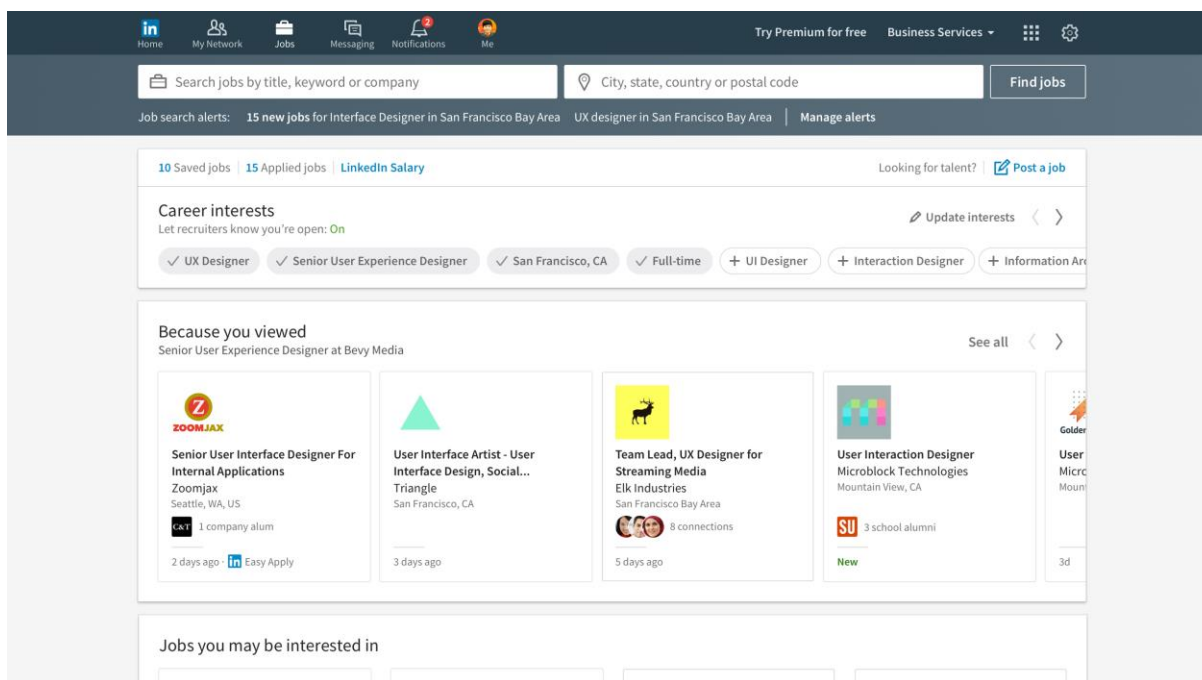 in
2
Home My Network Jobs Messaging Notifications Me
Try Premium for free Business Services
Search jobs by title, keyword or company
City, state, country or postal code
Find jobs
Job search alerts: 15 new jobs for Interface Designer in San Francisco Bay Area UX designer in San Francisco Bay Area Manage alerts
10 Saved jobs 15 Applied jobs LinkedIn Salary
Looking for talent? Post a job
Career interests
Let recruiters know you're open: On
Update interests
UX Designer Senior User Experience Designer San Francisco, CA Full-time UI Designer Interaction Designer Information
Because you viewed
Senior User Experience Designer at Bevy Media
See all
Z
ZOOMJAX
Senior User Interface Designer For
Internal Applications
Zoomjax
Seattle, WA, US
C&T 1 company alum
2 days ago · in Easy Apply
User Interface Artist - User
Interface Design, Social...
Triangle
San Francisco, CA
3 days ago
Team Lead, UX Designer for
Streaming Media
Elk Industries
San Francisco Bay Area
8 connections
5 days ago
User Interaction Designer
Microblock Technologies
Mountain View, CA
SU 3 school alumni
New
Golden
User
3d
Jobs you may be interested in